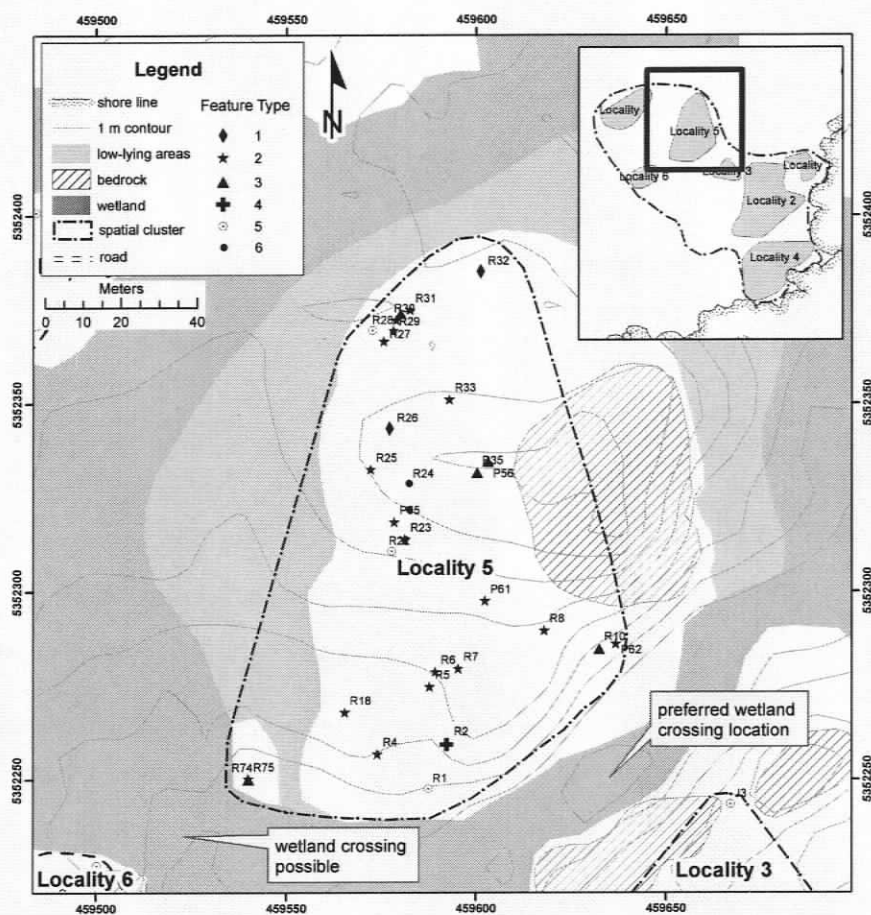 459500
459550
459600
459650
Legend
Feature Type
shore line
1 m contour
low-lying areas
bedrock
wetland
spatial cluster
road
1
2
3
4
5
6
Meters
0 10 20 40
N
Locality
Locality 5
Locality 6
Locality 3
Locality
Locality 2
Locality 4
5352400
5352400
5352350
5352350
5352300
5352300
5352250
5352250
R32
R31
R30
R28
R29
R27
R33
R26
R25
R24
R35
P56
R23
Locality 5
P61
R8
R10
P62
R6
R7
R5
R18
R2
R4
R74
R75
R1
preferred wetland
crossing location
wetland crossing
possible
Locality 6
Locality 3
459500
459550
459600
459650